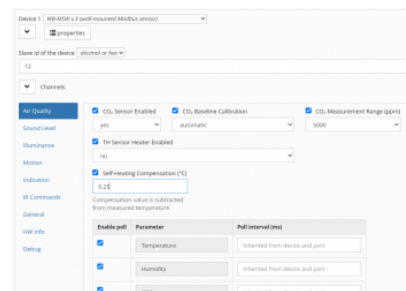 Device 1 WB-MSW v.3 (wall-mounted Modbus sensor)
properties
Slave id of the device decimal or hex
12
Channels
Air Quality
Sound Level
Illuminance
Motion
Indication
IR Commands
General
HW Info
Debug
CO₂ Sensor Enabled
yes
CO₂ Baseline Calibration
automatic
CO₂ Measurement Range (ppm)
5000
TH Sensor Heater Enabled
no
Self-Heating Compensation (°C)
0.25
Compensation value is subtracted
from measured temperature
Enable poll Parameter Poll interval (ms)
Temperature inherited from device and port
Humidity inherited from device and port